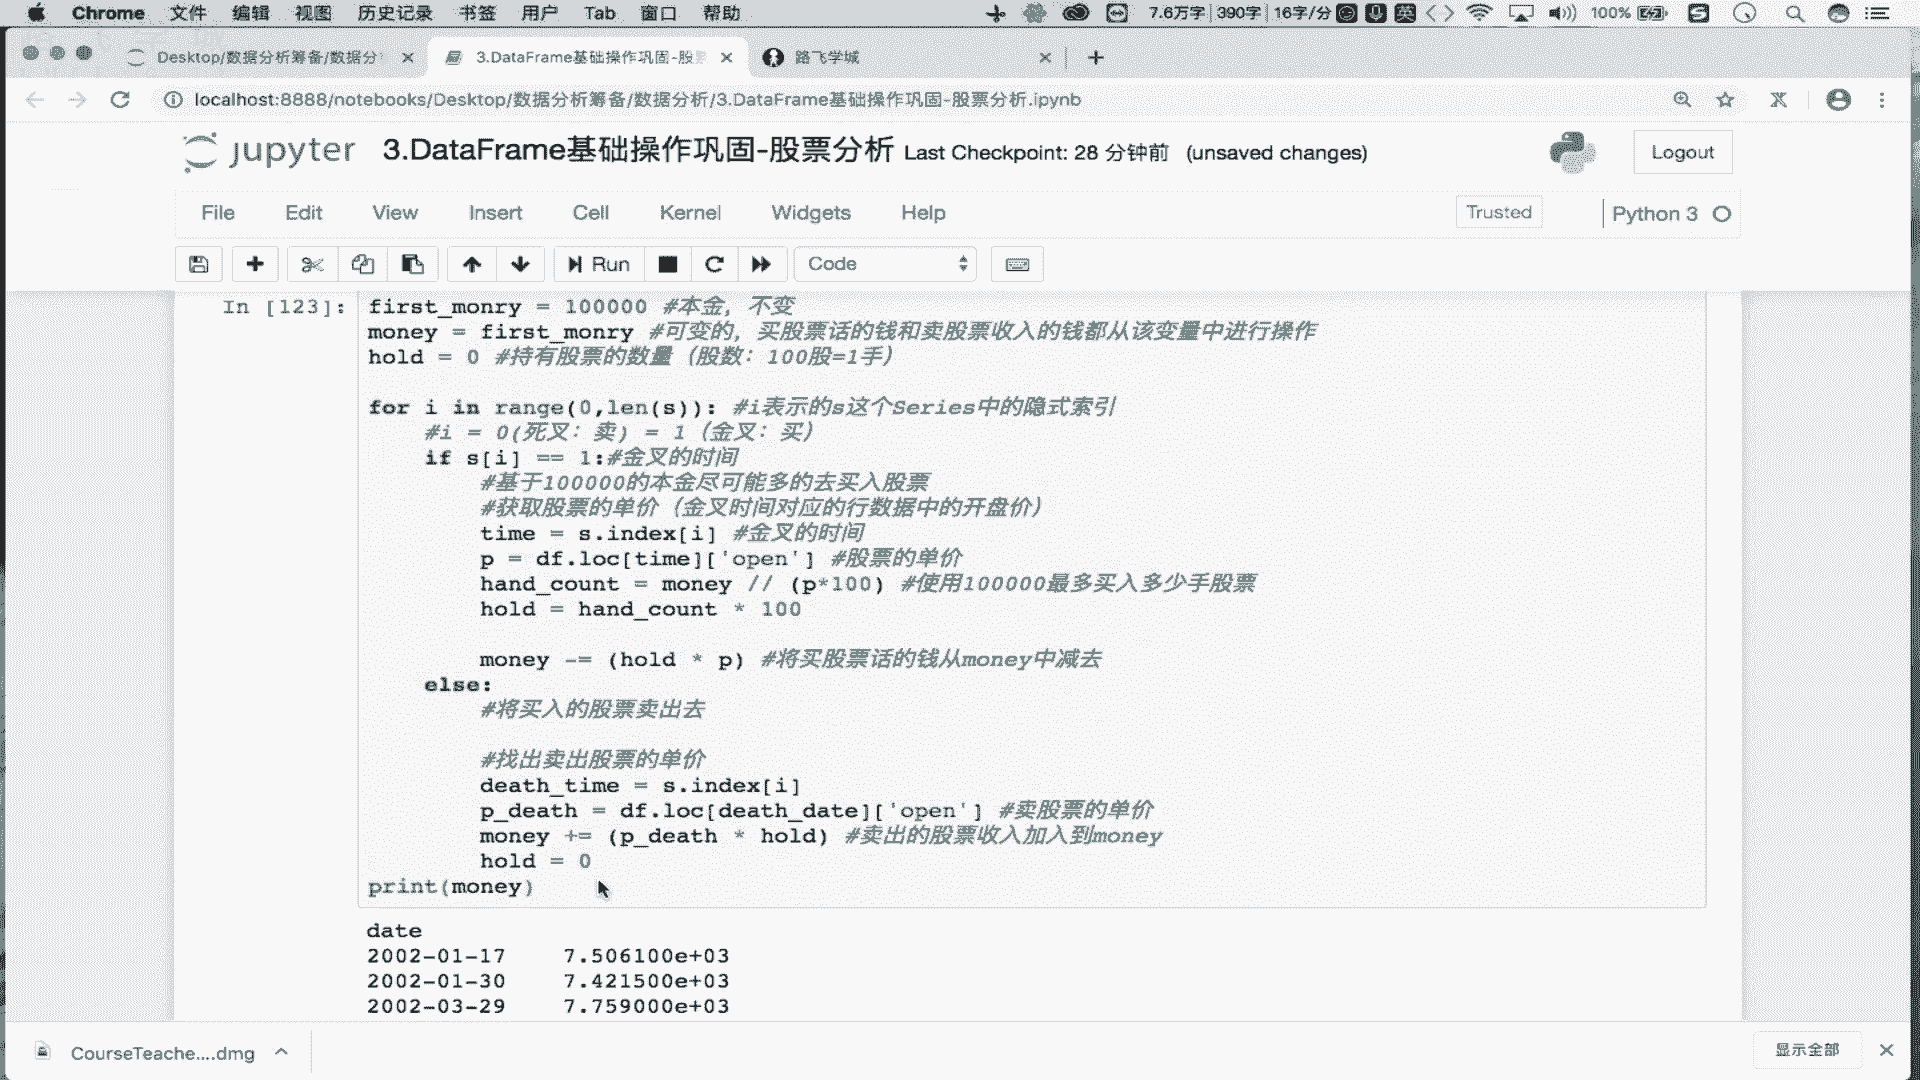 Chrome 文件 编辑 视图 历史记录 书签 用户 Tab 窗口 帮助 7.6万字 390字 16字/分 英 100%
Desktop/数据分析筹备/数据分 3.DataFrame基础操作巩固-股 路飞学城
localhost:8888/notebooks/Desktop/数据分析筹备/数据分析/3.DataFrame基础操作巩固-股票分析.ipynb
jupyter 3.DataFrame基础操作巩固-股票分析 Last Checkpoint: 28 分钟前 (unsaved changes) Logout
File Edit View Insert Cell Kernel Widgets Help Trusted Python 3
Run Code
In [123]: first_monry = 100000 #本金，不变
money = first_monry #可变的，买股票话的钱和卖股票收入的钱都从该变量中进行操作
hold = 0 #持有股票的数量（股数：100股=1手）
for i in range(0,len(s)): #i表示的s这个Series中的隐式索引
#i = 0(死叉：卖) = 1（金叉：买）
if s[i] == 1:#金叉的时间
#基于100000的本金尽可能多的去买入股票
#获取股票的单价（金叉时间对应的行数据中的开盘价）
time = s.index[i] #金叉的时间
p = df.loc[time]['open'] #股票的单价
hand_count = money // (p*100) #使用100000最多买入多少手股票
hold = hand_count * 100
money -= (hold * p) #将买股票话的钱从money中减去
else:
#将买入的股票卖出去
#找出卖出股票的单价
death_time = s.index[i]
p_death = df.loc[death_date]['open'] #卖股票的单价
money += (p_death * hold) #卖出的股票收入加入到money
hold = 0
print(money)
date
2002-01-17 7.506100e+03
2002-01-30 7.421500e+03
2002-03-29 7.759000e+03
CourseTeache....dmg 显示全部